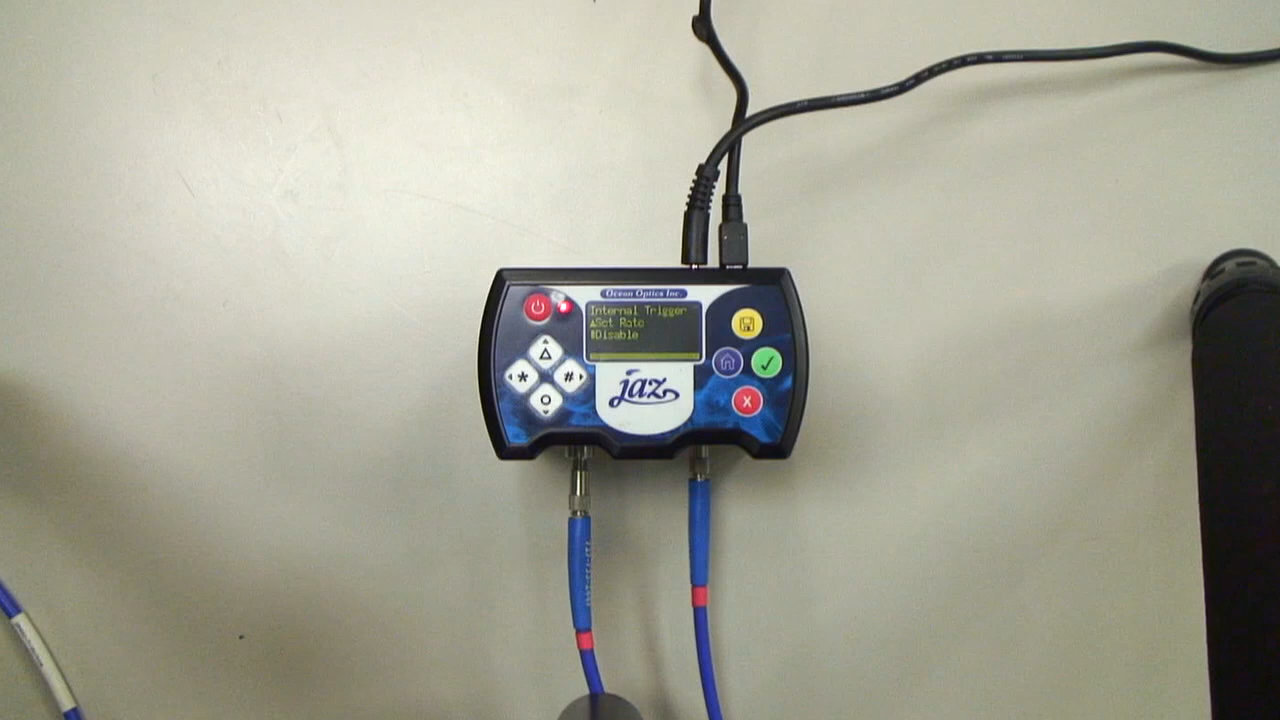 Ocean Optics Inc.
Internal Trigger
▲Set Rate
#Disable
*
#
jaz
X